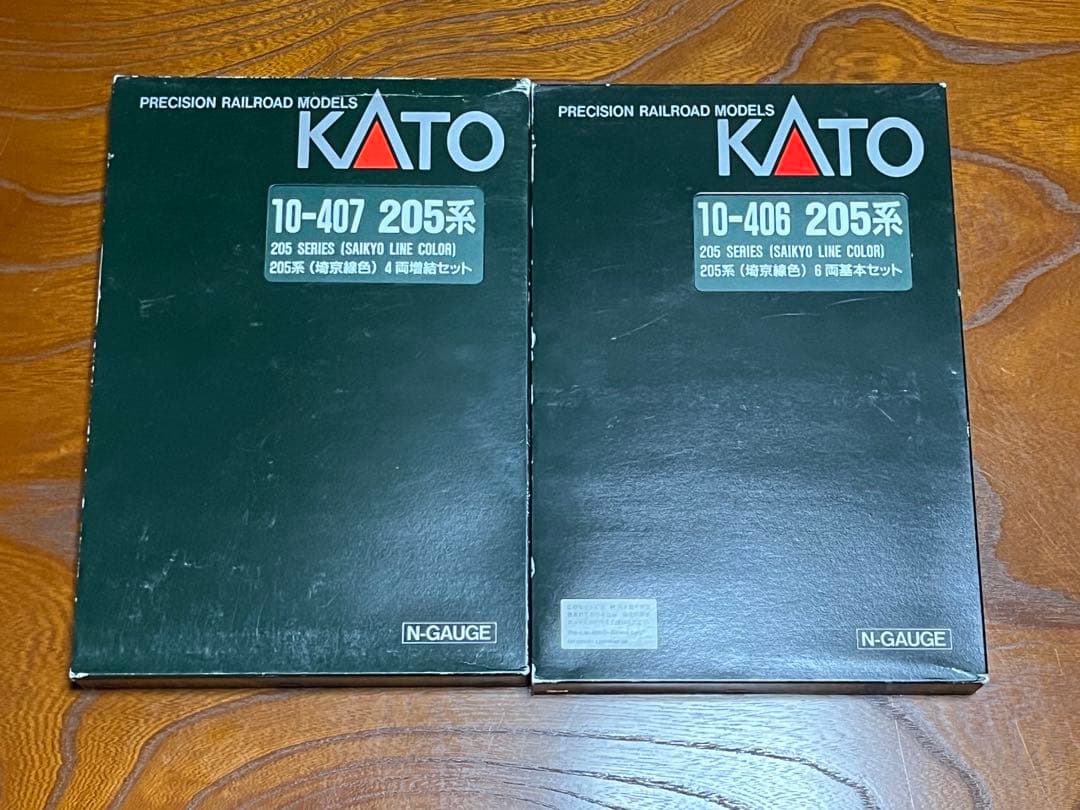 PRECISION RAILROAD MODELS
KATO
10-407 205系
205 SERIES (SAIKYO LINE COLOR)
205系(埼京線色)4両増結セット
N-GAUGE
PRECISION RAILROAD MODELS
KATO
10-406 205系
205 SERIES (SAIKYO LINE COLOR)
205系(埼京線色)6両基本セット
N-GAUGE